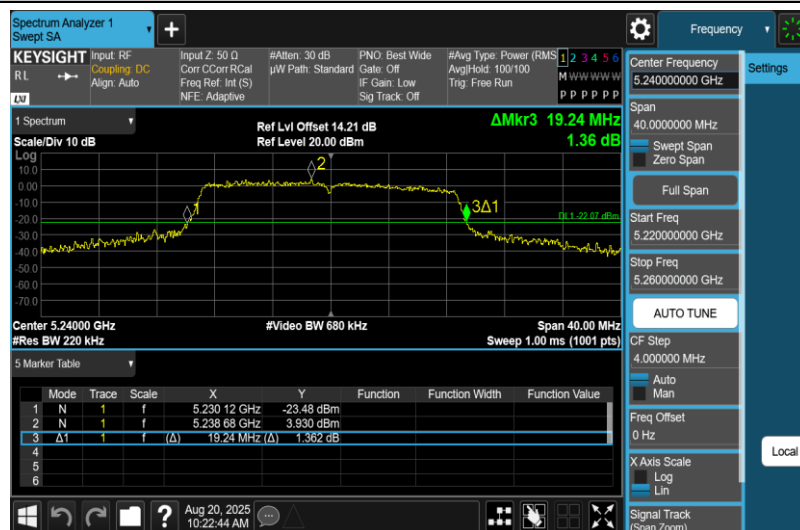 Spectrum Analyzer 1
Swept SA
+
Frequency
KEYSIGHT
RL
LXI
Input: RF
Coupling: DC
Align: Auto
Input Z: 50 Ω
Corr CCorr RCal
Freq Ref: Int (S)
NFE: Adaptive
#Atten: 30 dB
µW Path: Standard
PNO: Best Wide
Gate: Off
IF Gain: Low
Sig Track: Off
#Avg Type: Power (RMS
Avg|Hold: 100/100
Trig: Free Run
1 2 3 4 5 6
M W W W W W
P P P P P P
1 Spectrum
Scale/Div 10 dB
Ref Lvl Offset 14.21 dB
Ref Level 20.00 dBm
ΔMkr3 19.24 MHz
1.36 dB
Log
10.0
0.00
-10.0
-20.0
-30.0
-40.0
-50.0
-60.0
-70.0
1
2
3Δ1
DL1 -22.07 dBm
Center 5.24000 GHz
#Video BW 680 kHz
Span 40.00 MHz
#Res BW 220 kHz
Sweep 1.00 ms (1001 pts)
5 Marker Table
Mode Trace Scale X Y Function Function Width Function Value
1 N 1 f 5.230 12 GHz -23.48 dBm
2 N 1 f 5.238 68 GHz 3.930 dBm
3 Δ1 1 f (Δ) 19.24 MHz (Δ) 1.362 dB
4
5
6
Center Frequency
5.240000000 GHz
Settings
Span
40.0000000 MHz
Swept Span
Zero Span
Full Span
Start Freq
5.220000000 GHz
Stop Freq
5.260000000 GHz
AUTO TUNE
CF Step
4.000000 MHz
Auto
Man
Freq Offset
0 Hz
Local
X Axis Scale
Log
Lin
Signal Track
(Span Zoom)
?
Aug 20, 2025
10:22:44 AM